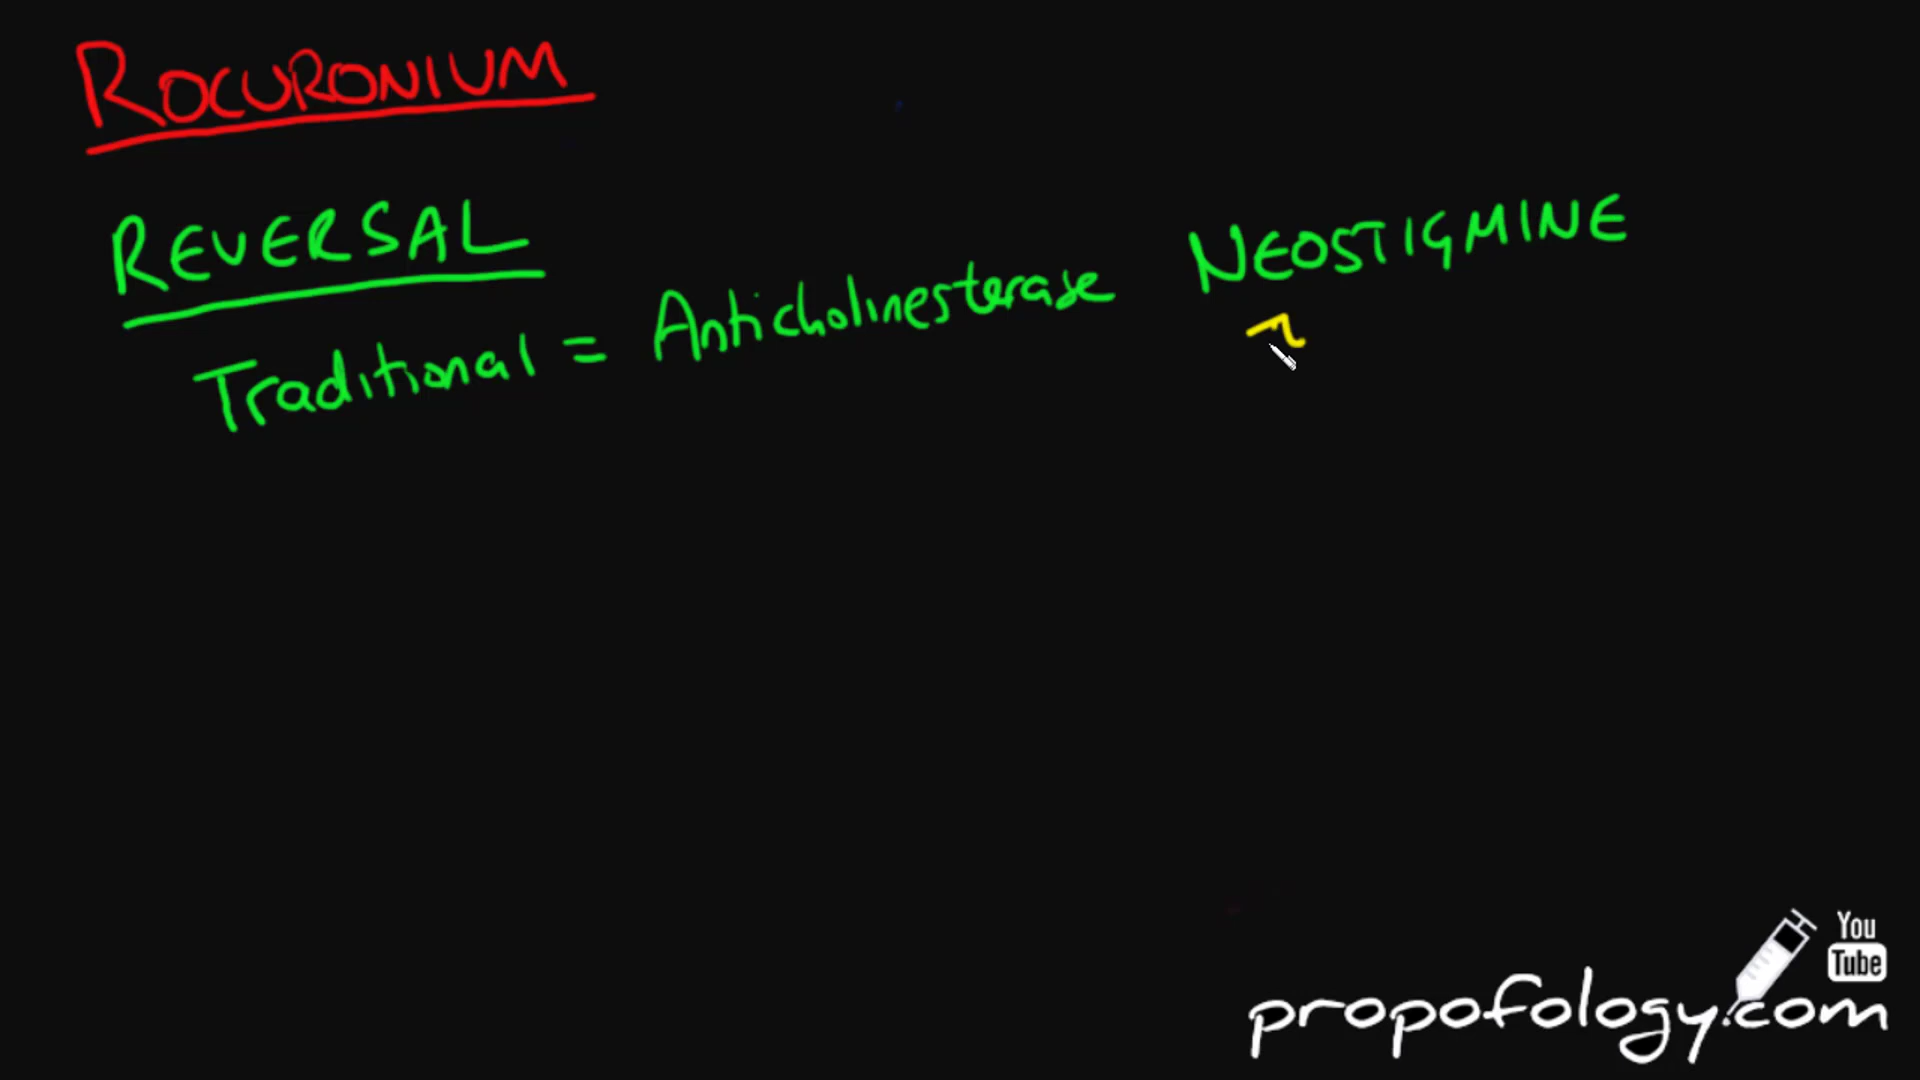 ROCURONIUM
REVERSAL
Traditional = Anticholinesterase NEOSTIGMINE
You
Tube
propofology.com